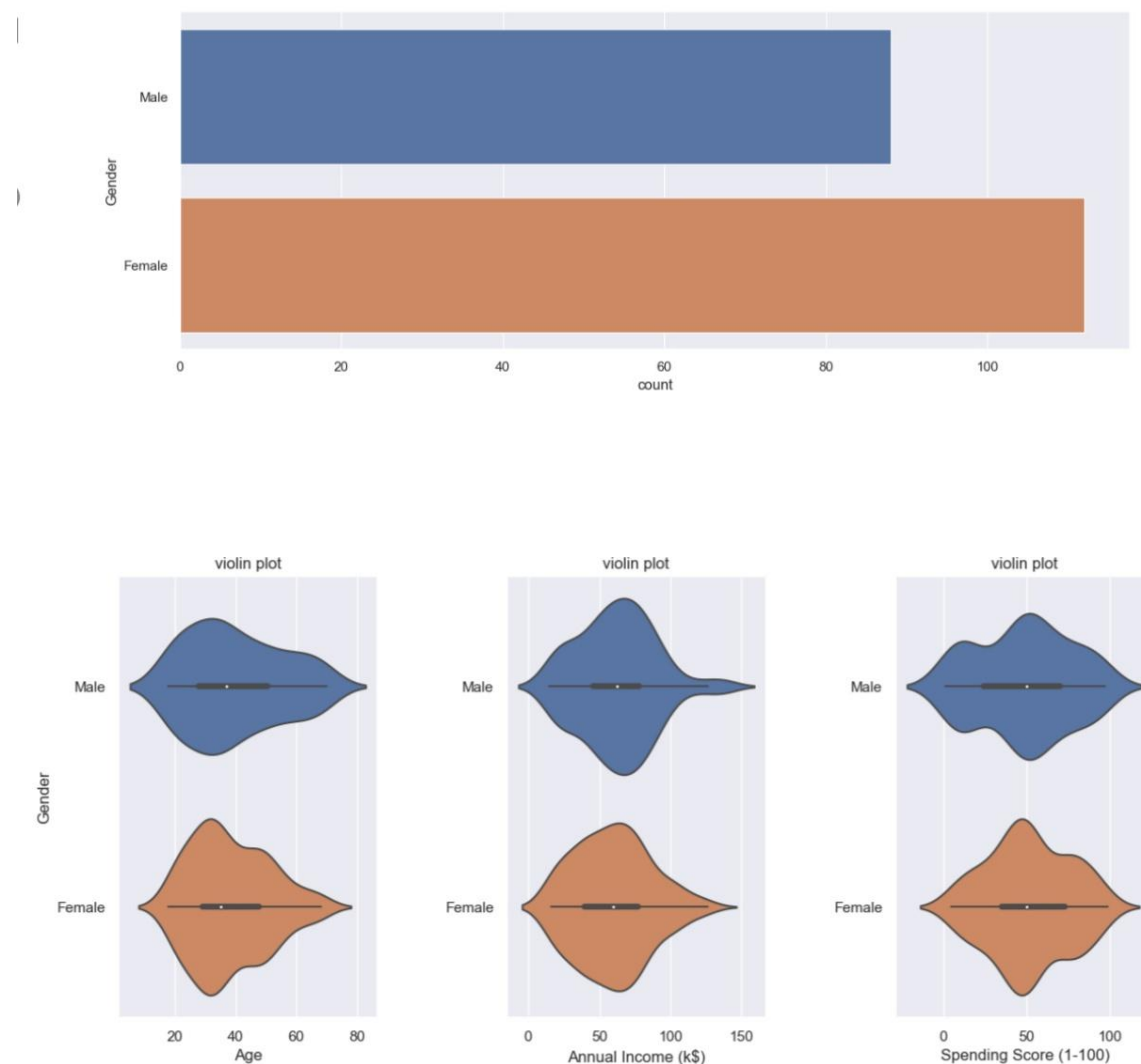 Male
Gender
Female
0 20 40 60 80 100
count
violin plot violin plot violin plot
Male Male Male
Gender
Female Female Female
20 40 60 80 0 50 100 150 0 50 100
Age Annual Income (k$) Spending Score (1-100)